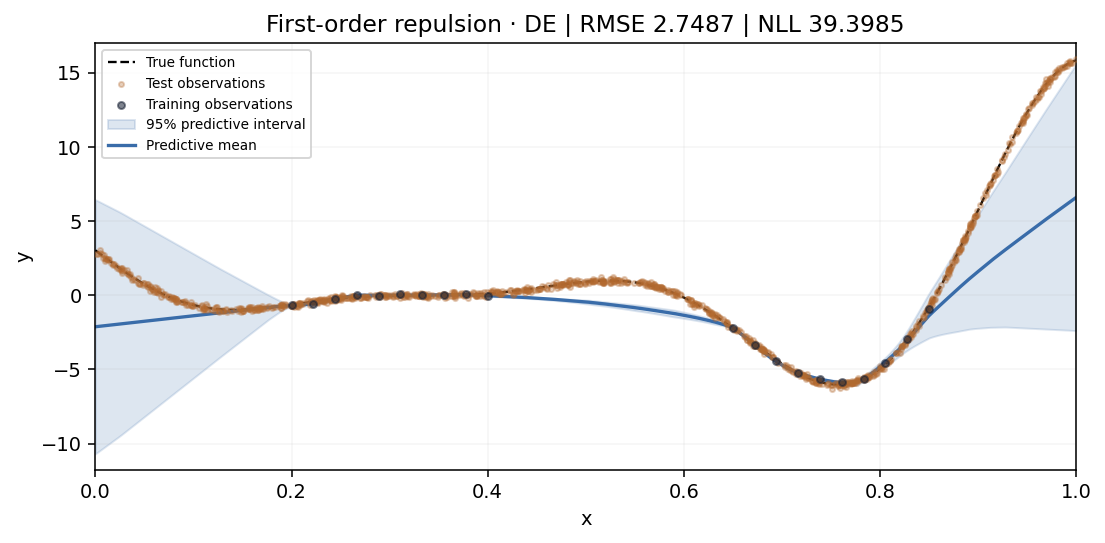 First-order repulsion · DE | RMSE 2.7487 | NLL 39.3985
True function
Test observations
Training observations
95% predictive interval
Predictive mean
15
10
5
0
−5
−10
y
0.0 0.2 0.4 0.6 0.8 1.0
x